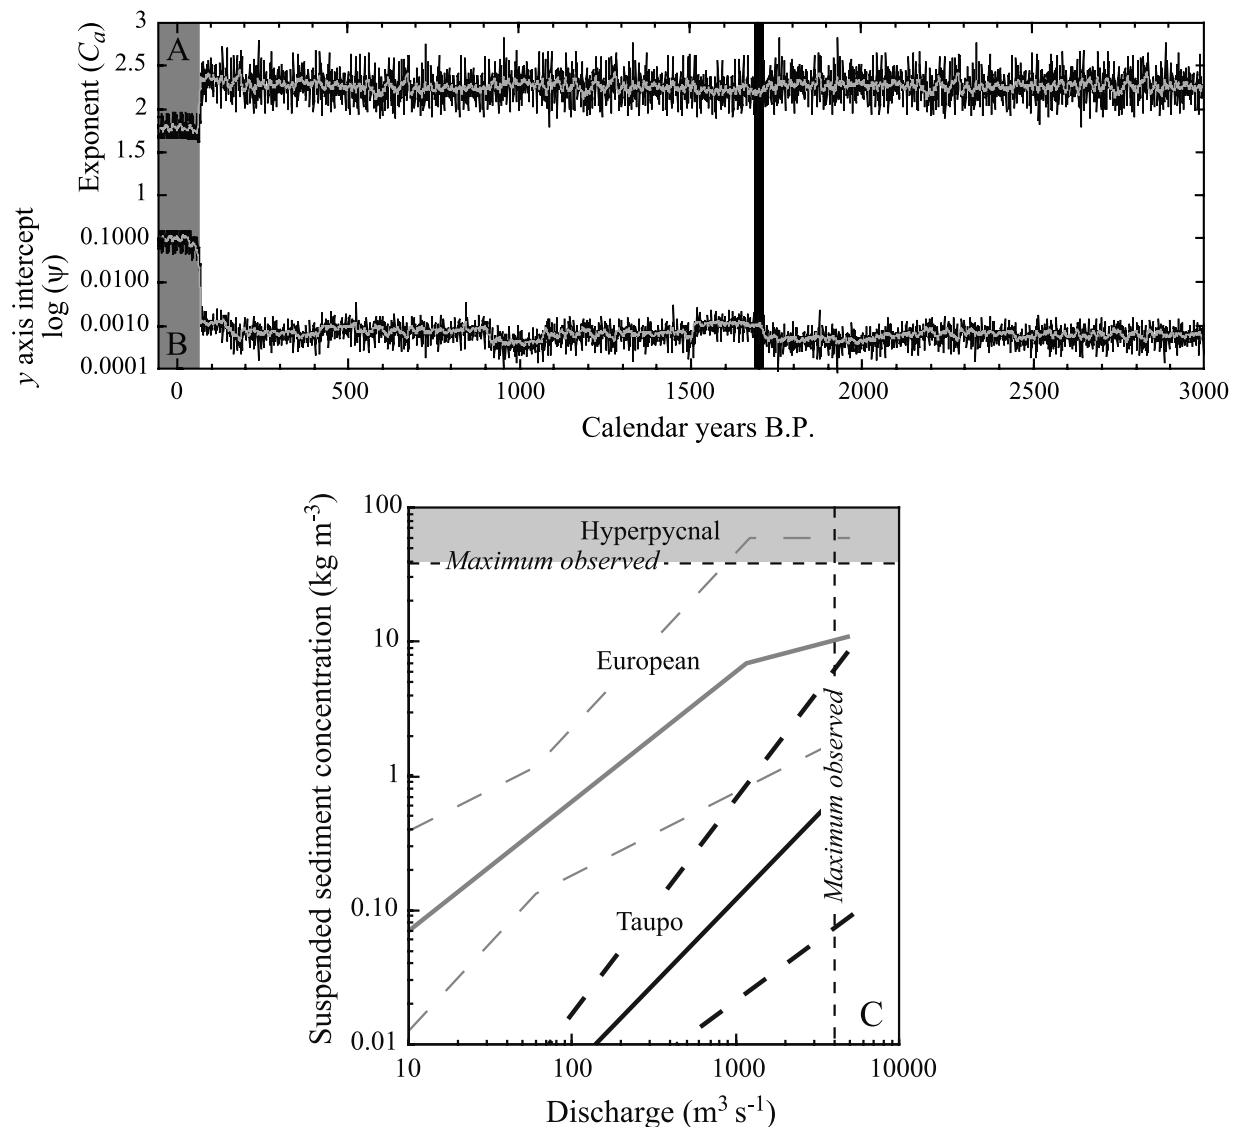 3
A
2.5
2
1.5
1
Exponent (Cₐ)
0.1000
0.0100
0.0010
0.0001
y axis intercept
log (ψ)
B
0 500 1000 1500 2000 2500 3000
Calendar years B.P.
100
Hyperpycnal
Maximum observed
10
European
1
Maximum observed
0.10
Taupo
C
0.01
Suspended sediment concentration (kg m⁻³)
10 100 1000 10000
Discharge (m³ s⁻¹)